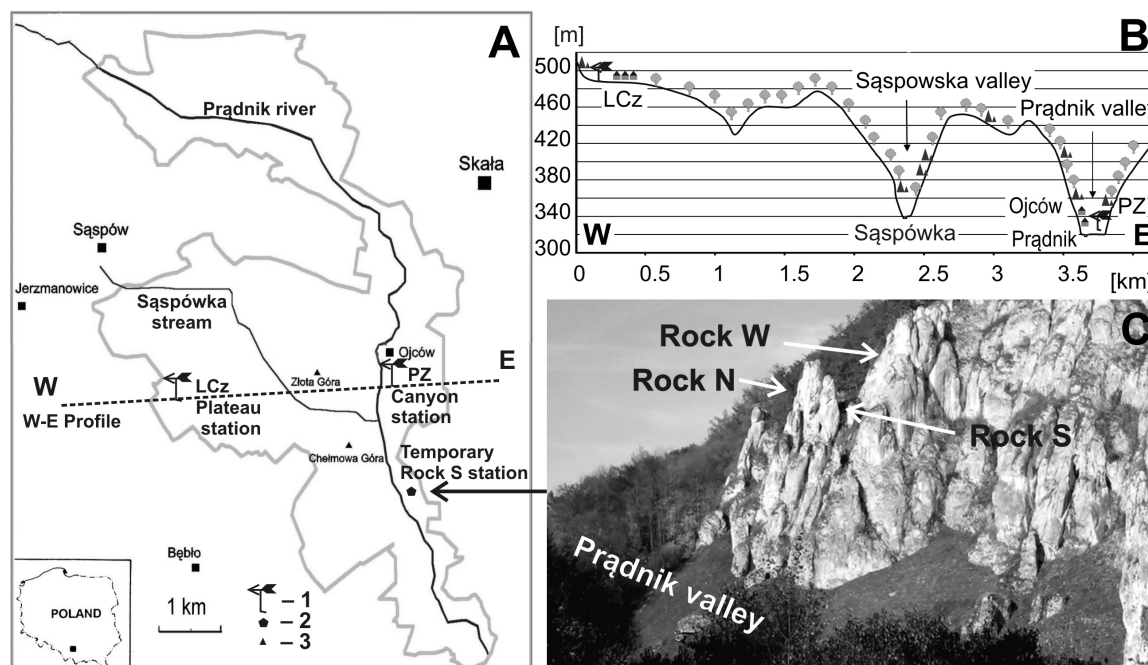 A
Prądnik river
Skała
Sąspów
Jerzmanowice
Sąspówka
stream
Ojców
Złota Góra
PZ
E
W
LCz
W-E Profile
Plateau
station
Canyon
station
Chełmowa Góra
Temporary
Rock S station
Bębło
POLAND
1 km
– 1
– 2
– 3
[m]
B
500
460
420
380
340
300
LCz
Sąspowska valley
Prądnik valley
Ojców
PZ
W
Sąspówka
Prądnik
E
0
0.5
1
1.5
2
2.5
3
3.5
[km]
C
Rock W
Rock N
Rock S
Prądnik valley